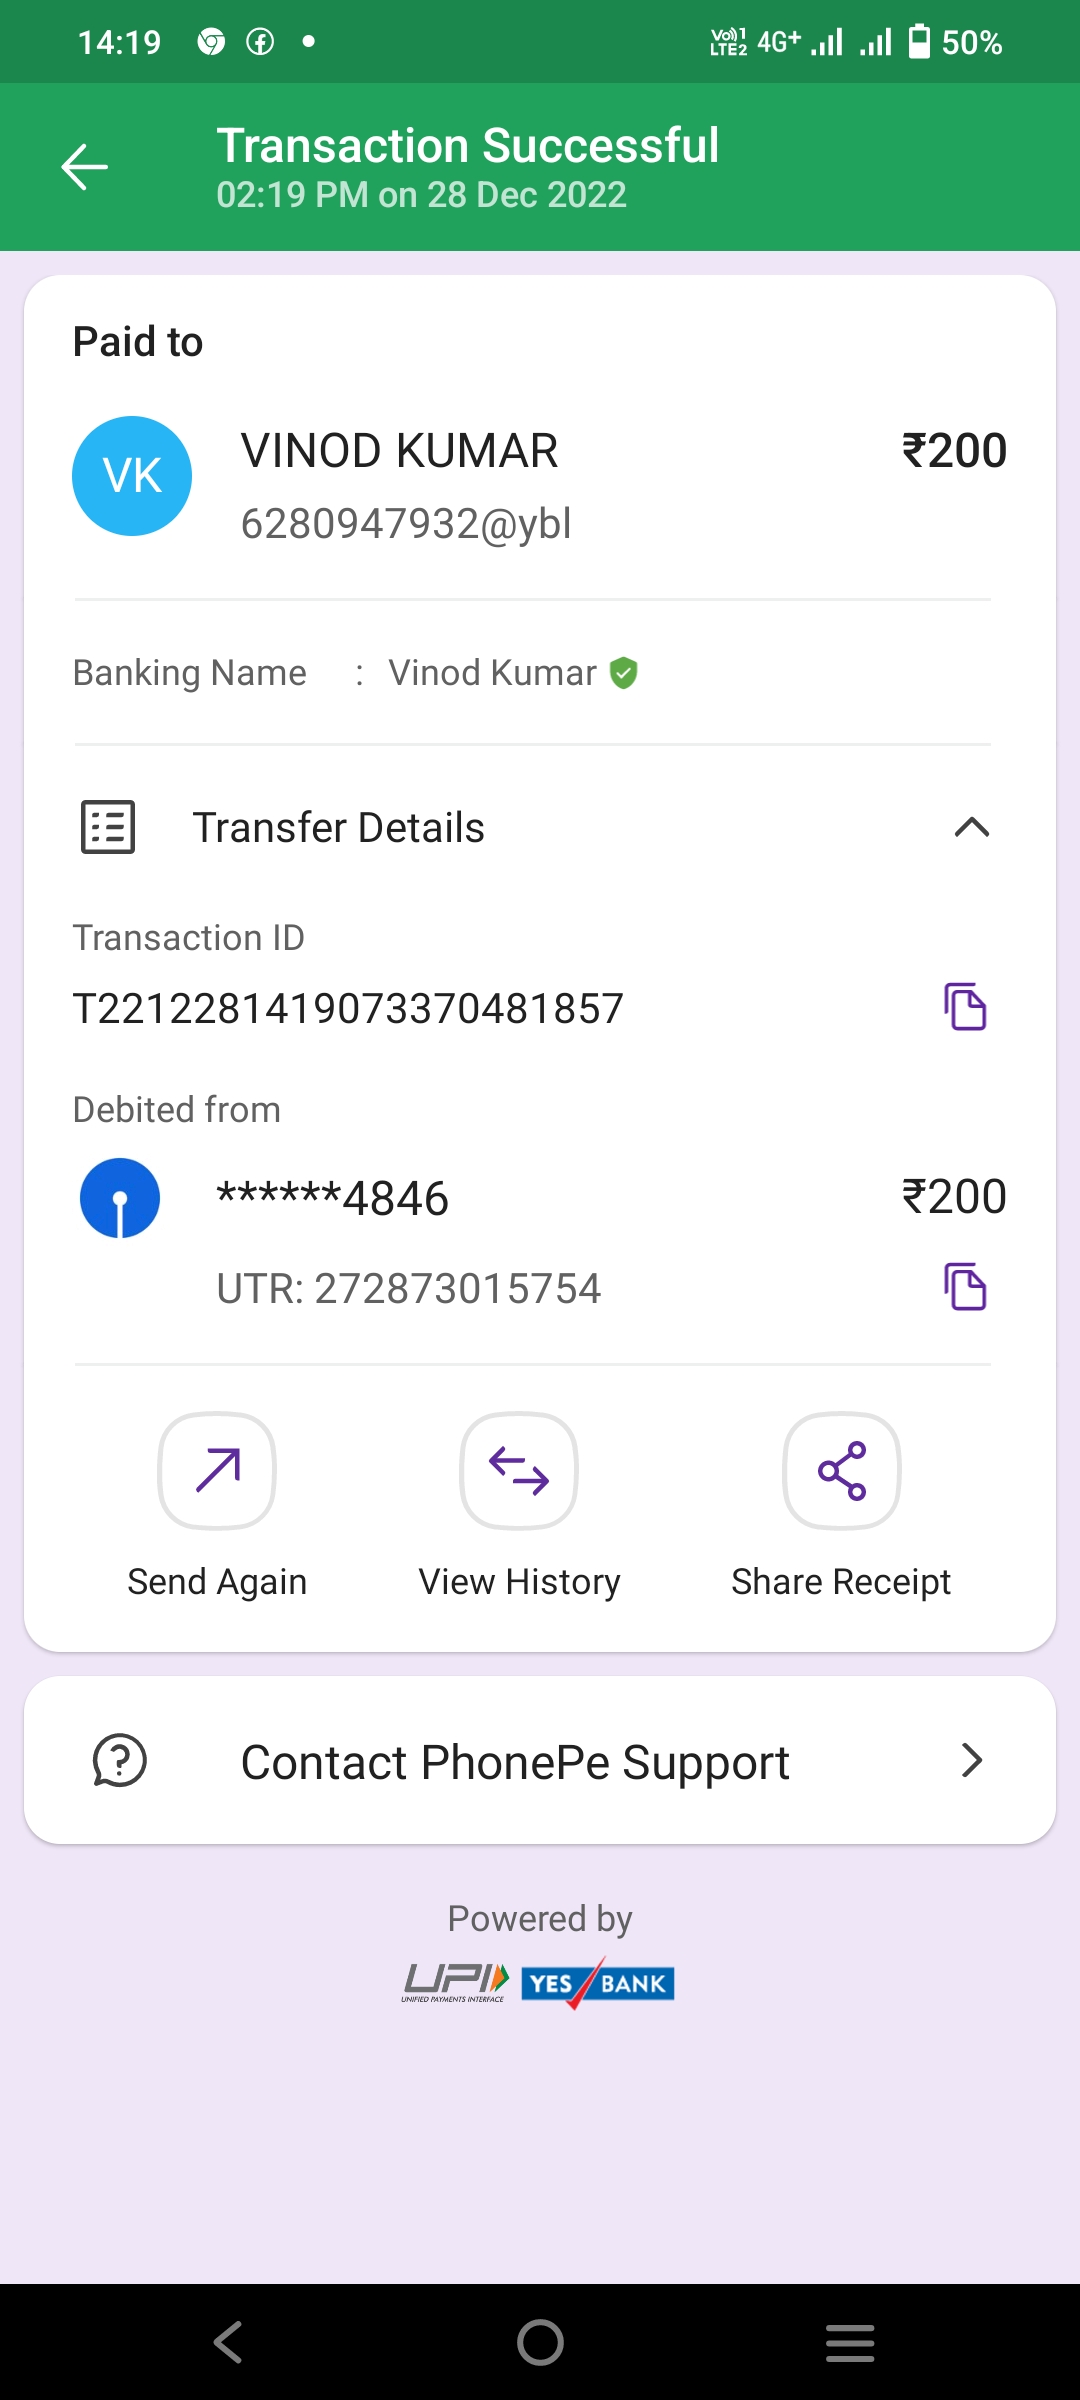 14:19
Vo))1 LTE2 4G+ 50%
Transaction Successful
02:19 PM on 28 Dec 2022
Paid to
VK
VINOD KUMAR ₹200
6280947932@ybl
Banking Name : Vinod Kumar
Transfer Details
Transaction ID
T2212281419073370481857
Debited from
******4846 ₹200
UTR: 272873015754
Send Again View History Share Receipt
Contact PhonePe Support
Powered by
UPI YES BANK
UNIFIED PAYMENTS INTERFACE